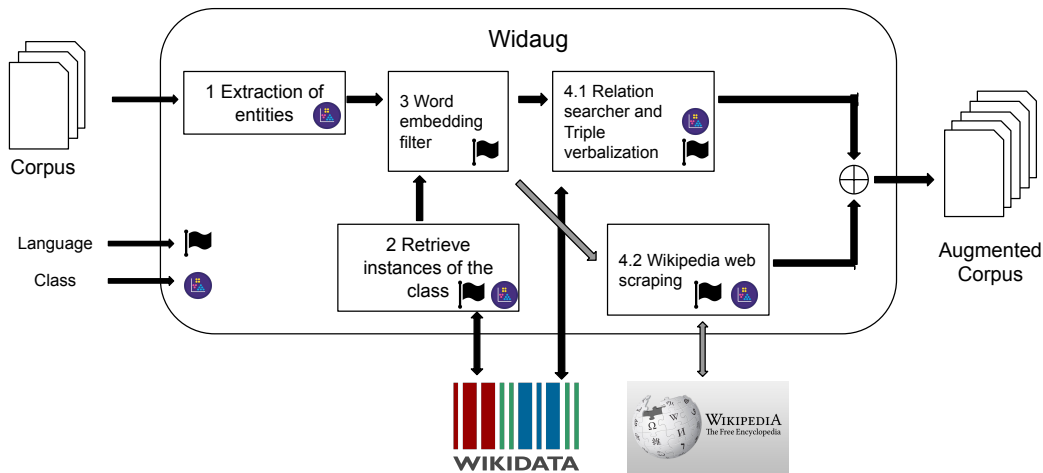 Widaug
Corpus
1 Extraction of
entities
3 Word
embedding
filter
4.1 Relation
searcher and
Triple
verbalization
Language
Class
2 Retrieve
instances of the
class
4.2 Wikipedia web
scraping
Augmented
Corpus
WIKIDATA
WIKIPEDIA
The Free Encyclopedia